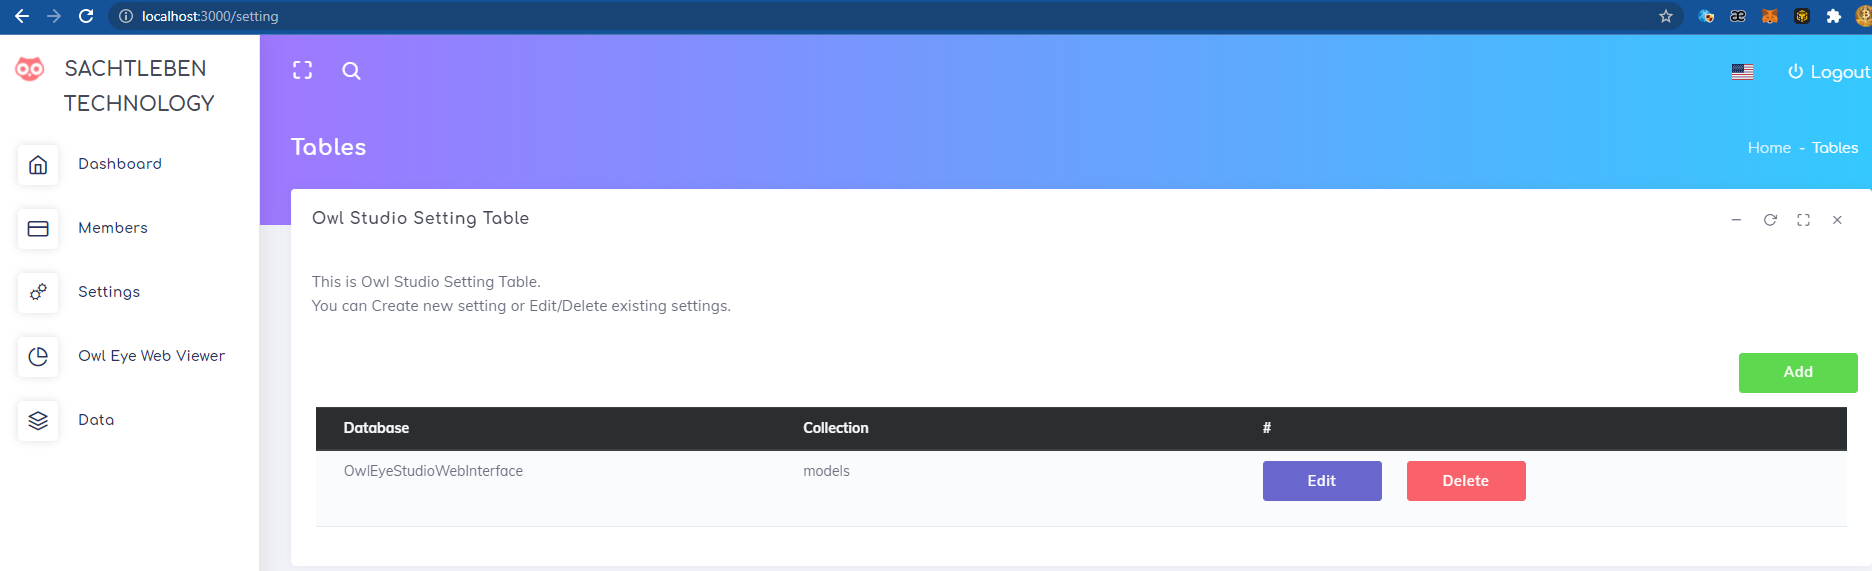 localhost:3000/setting
SACHTLEBEN
TECHNOLOGY
Logout
Dashboard
Members
Settings
Owl Eye Web Viewer
Data
Tables
Home - Tables
Owl Studio Setting Table
This is Owl Studio Setting Table.
You can Create new setting or Edit/Delete existing settings.
Add
Database Collection #
OwlEyeStudioWebInterface models Edit Delete